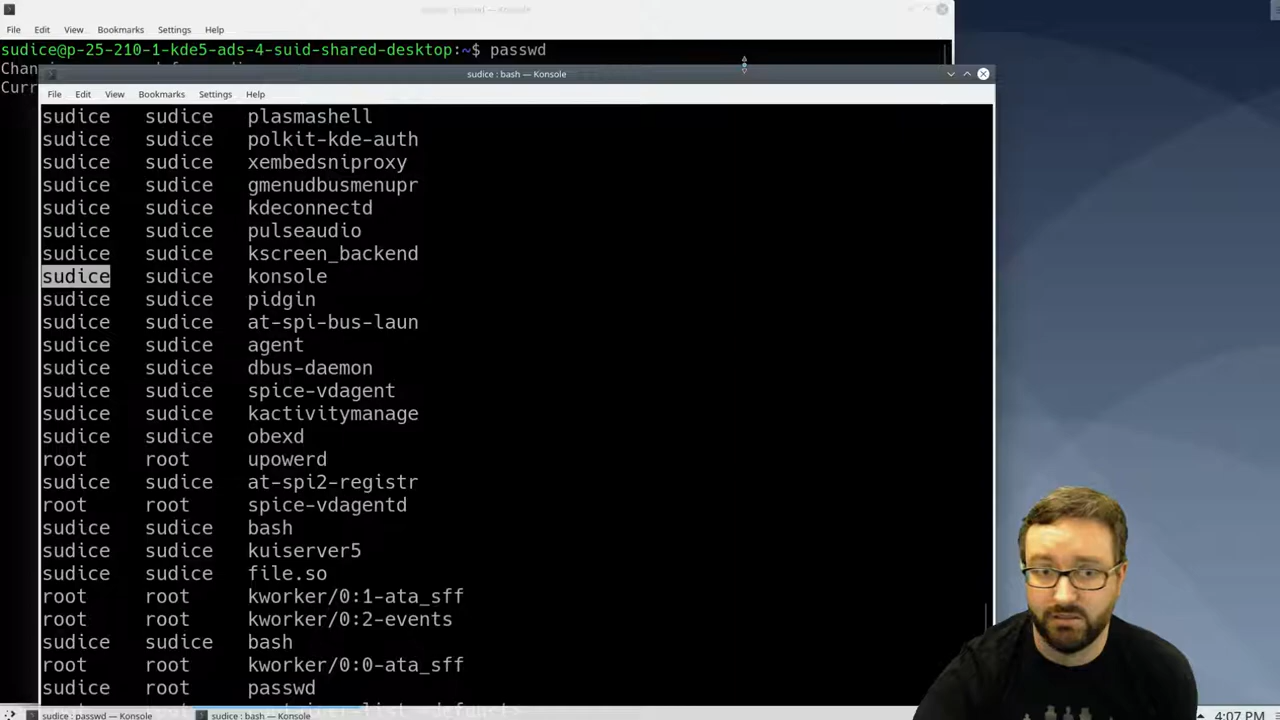 File Edit View Bookmarks Settings Help
sudice@p-25-210-1-kde5-ads-4-suid-shared-desktop:~$ passwd
Chan
Curr
sudice : bash — Konsole
File Edit View Bookmarks Settings Help
sudice sudice plasmashell
sudice sudice polkit-kde-auth
sudice sudice xembedsniproxy
sudice sudice gmenudbusmenupr
sudice sudice kdeconnectd
sudice sudice pulseaudio
sudice sudice kscreen_backend
sudice sudice konsole
sudice sudice pidgin
sudice sudice at-spi-bus-laun
sudice sudice agent
sudice sudice dbus-daemon
sudice sudice spice-vdagent
sudice sudice kactivitymanage
sudice sudice obexd
root root upowerd
sudice sudice at-spi2-registr
root root spice-vdagentd
sudice sudice bash
sudice sudice kuiserver5
sudice sudice file.so
root root kworker/0:1-ata_sff
root root kworker/0:2-events
sudice sudice bash
root root kworker/0:0-ata_sff
sudice root passwd
sudice : passwd — Konsole
sudice : bash — Konsole
4:07 PM